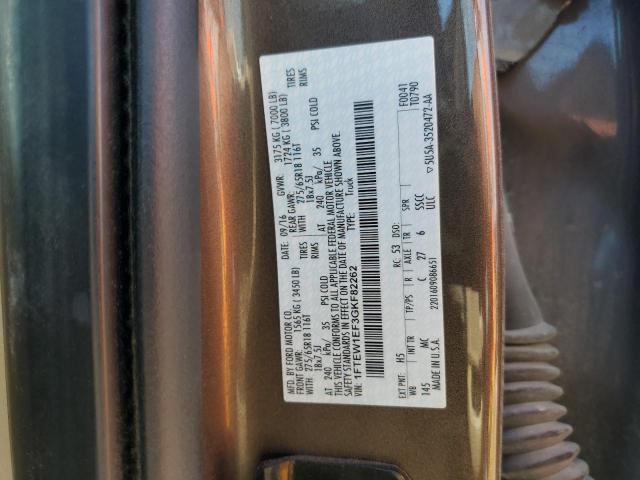 MFD. BY FORD MOTOR CO. DATE: 09/16 GVWR: 3175 KG ( 7000 LB)
FRONT GAWR: 1565 KG ( 3450 LB) REAR GAWR: 1724 KG ( 3800 LB)
WITH 275/65R18 116T TIRES WITH 275/65R18 116T TIRES
18x7.5J RIMS 18x7.5J RIMS
AT 240 kPa/ 35 PSI COLD AT 240 kPa/ 35 PSI COLD
THIS VEHICLE CONFORMS TO ALL APPLICABLE FEDERAL MOTOR VEHICLE
SAFETY STANDARDS IN EFFECT ON THE DATE OF MANUFACTURE SHOWN ABOVE.
VIN: 1FTEW1EF3GKF82262 Truck
F0041
T0790
EXT PNT: H5 RC: 53 DSO:
WB INT TR TP/PS R AXLE TR SPR
145 MC C 27 6 SSCC
ULC
MADE IN U.S.A. 2201609086651 5U5A-3520472-AA